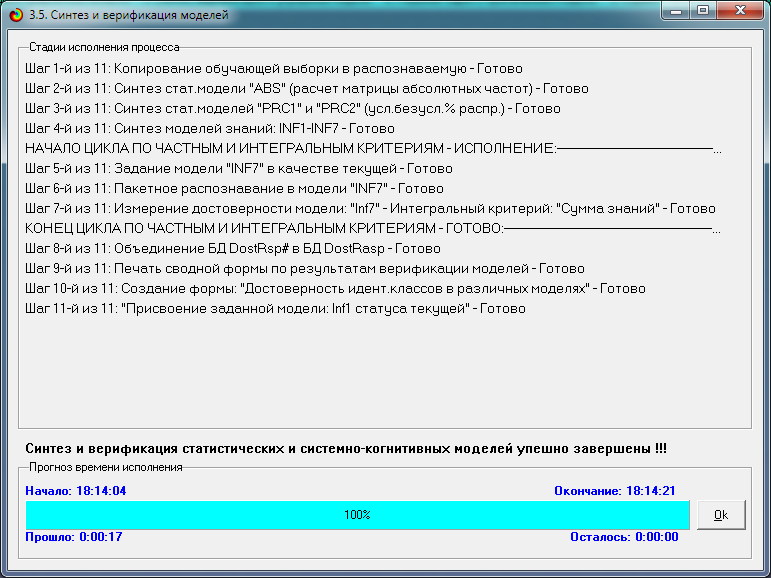 3.5. Синтез и верификация моделей
Стадии исполнения процесса
Шаг 1-й из 11: Копирование обучающей выборки в распознаваемую - Готово
Шаг 2-й из 11: Синтез стат.модели "ABS" (расчет матрицы абсолютных частот) - Готово
Шаг 3-й из 11: Синтез стат.моделей "PRC1" и "PRC2" (усл.безусл.% распр.) - Готово
Шаг 4-й из 11: Синтез моделей знаний: INF1-INF7 - Готово
НАЧАЛО ЦИКЛА ПО ЧАСТНЫМ И ИНТЕГРАЛЬНЫМ КРИТЕРИЯМ - ИСПОЛНЕНИЕ:------------------------------...
Шаг 5-й из 11: Задание модели "INF7" в качестве текущей - Готово
Шаг 6-й из 11: Пакетное распознавание в модели "INF7" - Готово
Шаг 7-й из 11: Измерение достоверности модели: "Inf7" - Интегральный критерий: "Сумма знаний" - Готово
КОНЕЦ ЦИКЛА ПО ЧАСТНЫМ И ИНТЕГРАЛЬНЫМ КРИТЕРИЯМ - ГОТОВО:----------------------------------------...
Шаг 8-й из 11: Объединение БД DostRsp# в БД DostRasp - Готово
Шаг 9-й из 11: Печать сводной формы по результатам верификации моделей - Готово
Шаг 10-й из 11: Создание формы: "Достоверность идент.классов в различных моделях" - Готово
Шаг 11-й из 11: "Присвоение заданной модели: Inf1 статуса текущей" - Готово
Синтез и верификация статистических и системно-когнитивных моделей упешно завершены !!!
Прогноз времени исполнения
Начало: 18:14:04 Окончание: 18:14:21
100% Ok
Прошло: 0:00:17 Осталось: 0:00:00